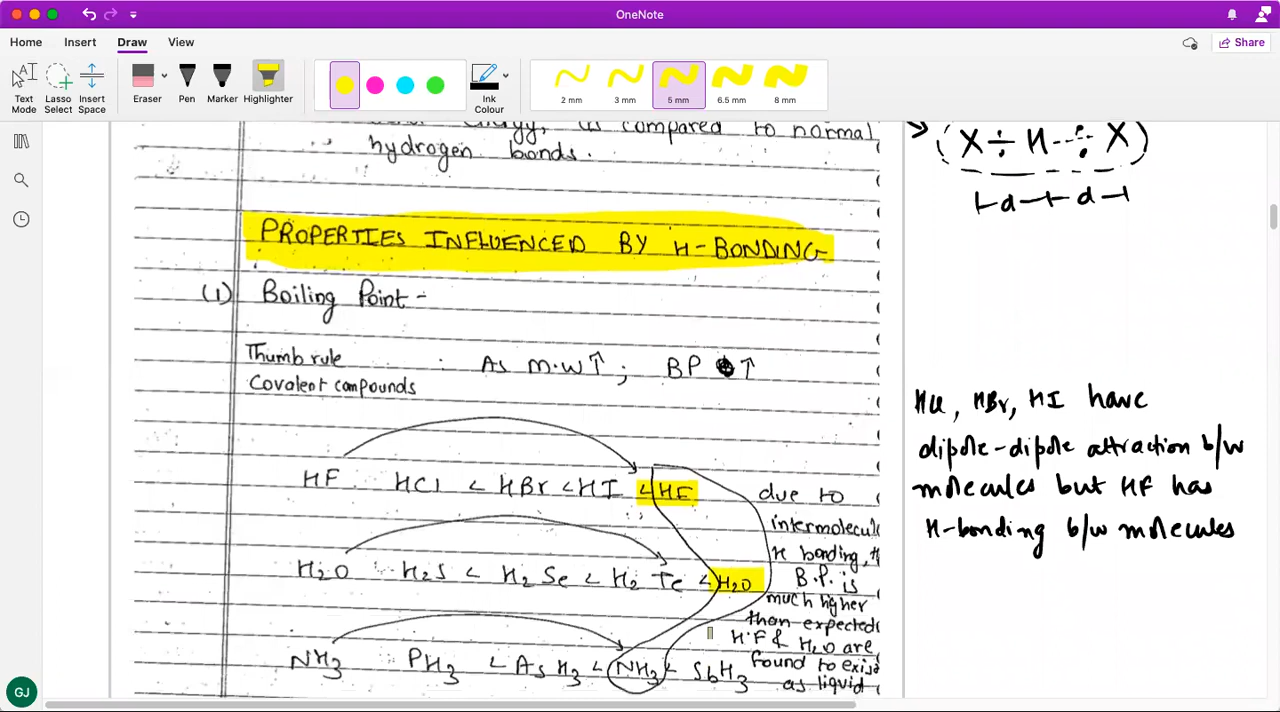 OneNote
Home Insert Draw View
Share
Text Mode
Lasso Select
Insert Space
Eraser
Pen
Marker
Highlighter
Ink Colour
2 mm
3 mm
5 mm
6.5 mm
8 mm
as compared to normal
hydrogen bonds.
PROPERTIES INFLUENCED BY H-BONDING
(1) Boiling Point -
Thumb rule : As M.W↑ ; BP ↑
Covalent compounds
HF HCl < HBr < HI < HF due to
intermolecul
H bonding, t
H2O H2S < H2Se < H2Te < H2O B.P. is
much higher
than expected
H.F & H2O are
NH3 PH3 < AsH3 < NH3 < SbH3 found to exis
as liquid
X ÷ H ---÷ X
d d
HCl, HBr, HI have
dipole-dipole attraction b/w
molecules but HF has
H-bonding b/w molecules
GJ